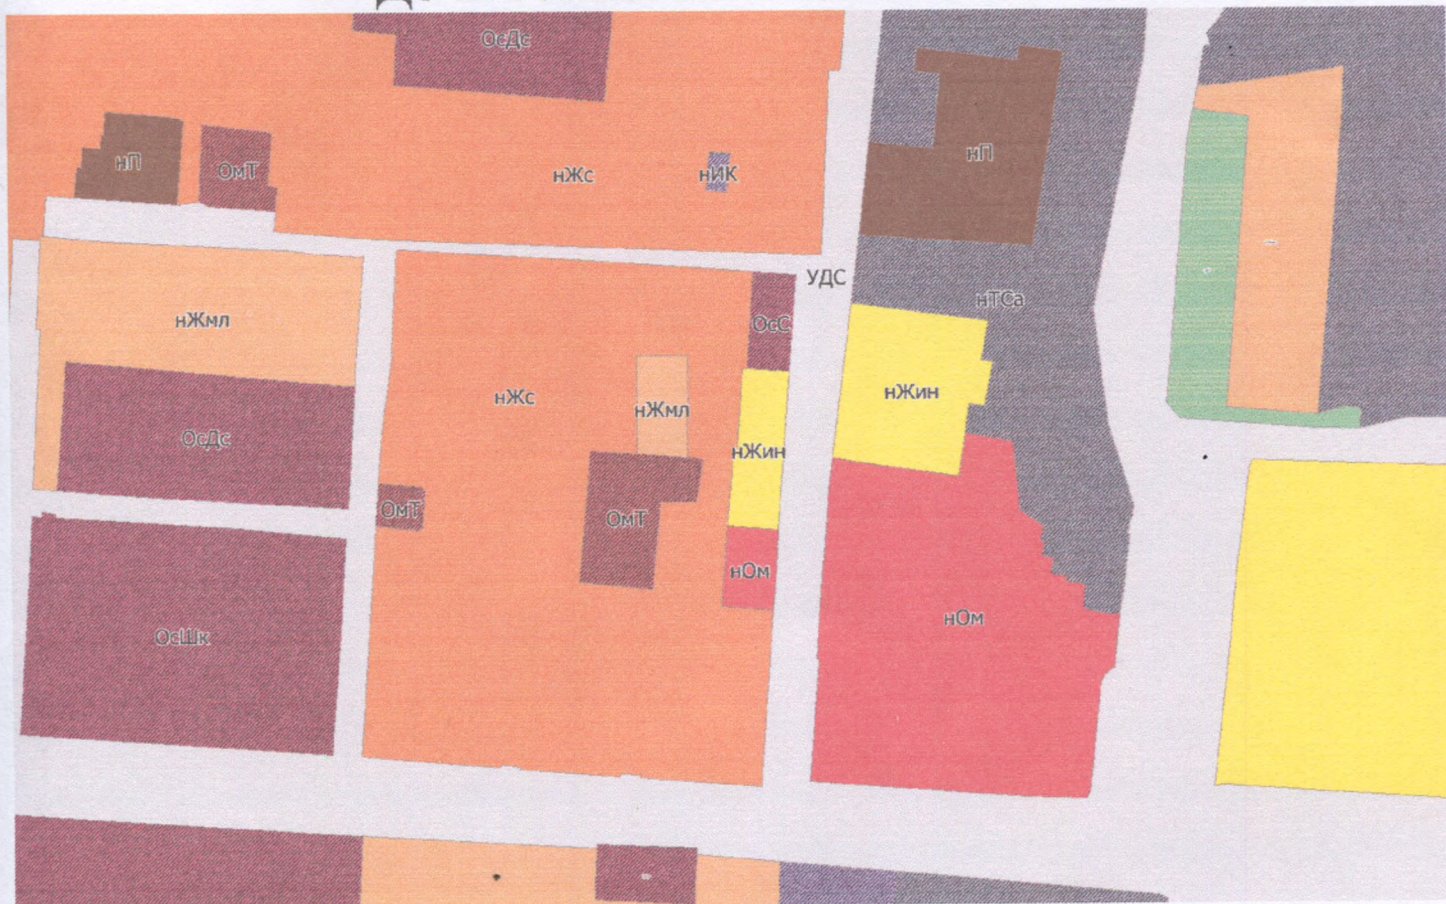 ОсДс
нП
ОмТ
нЖс
нИК
нП
УДС
нТСа
нЖмл
ОсС
нЖс
нЖмл
нЖин
ОсДс
нЖин
ОмТ
ОмТ
нОм
нОм
ОсШк